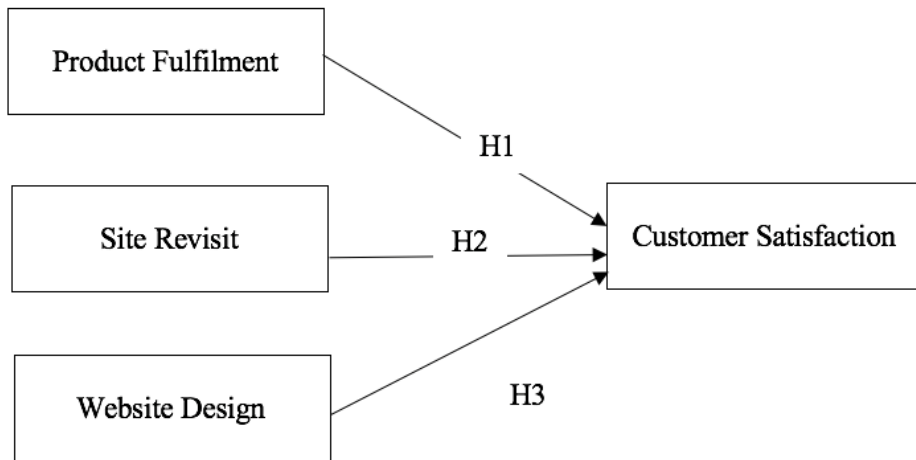 Product Fulfilment
H1
Site Revisit
H2
Customer Satisfaction
Website Design
H3